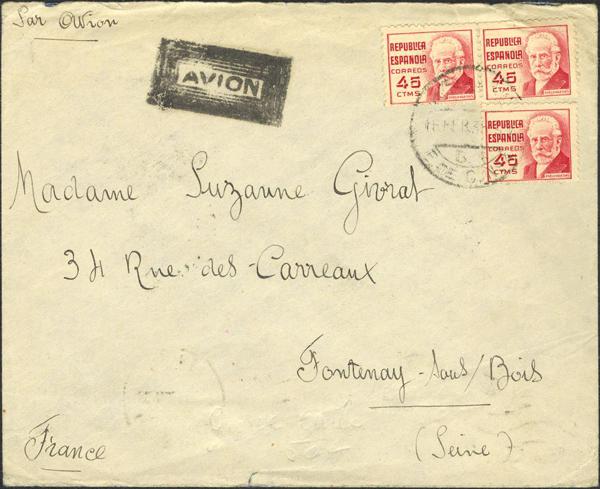 Par Avion
AVION
REPUBLICA
ESPAÑOLA
CORREOS
45
CTMS
REPUBLICA
ESPAÑOLA
CORREOS
45
CTMS
REPUBLICA
ESPAÑOLA
CORREOS
45
CTMS
Madame Suzanne Givrat
34 Rue des Carreaux
Fontenay-sous/Bois
(Seine)
France